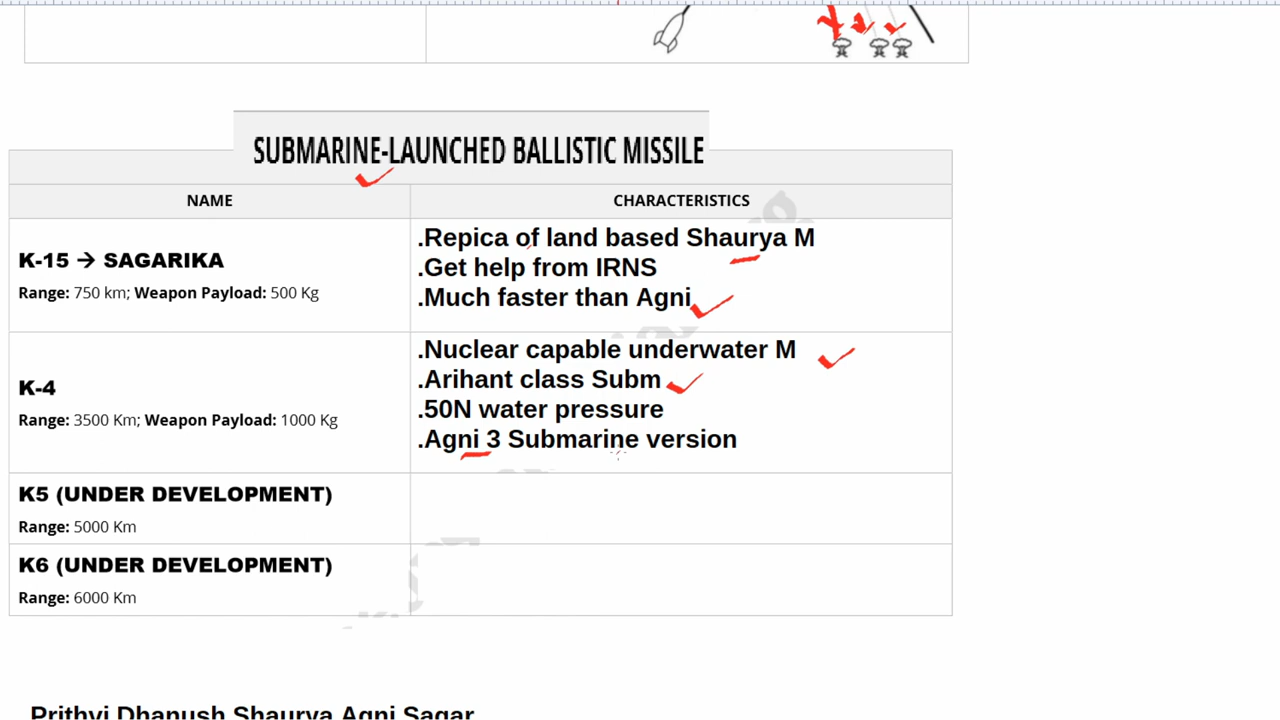 SUBMARINE-LAUNCHED BALLISTIC MISSILE
NAME
CHARACTERISTICS
K-15 → SAGARIKA
Range: 750 km; Weapon Payload: 500 Kg
.Repica of land based Shaurya M
.Get help from IRNS
.Much faster than Agni
K-4
Range: 3500 Km; Weapon Payload: 1000 Kg
.Nuclear capable underwater M
.Arihant class Subm
.50N water pressure
.Agni 3 Submarine version
K5 (UNDER DEVELOPMENT)
Range: 5000 Km
K6 (UNDER DEVELOPMENT)
Range: 6000 Km
Prithvi Dhanush Shaurya Agni Sagar